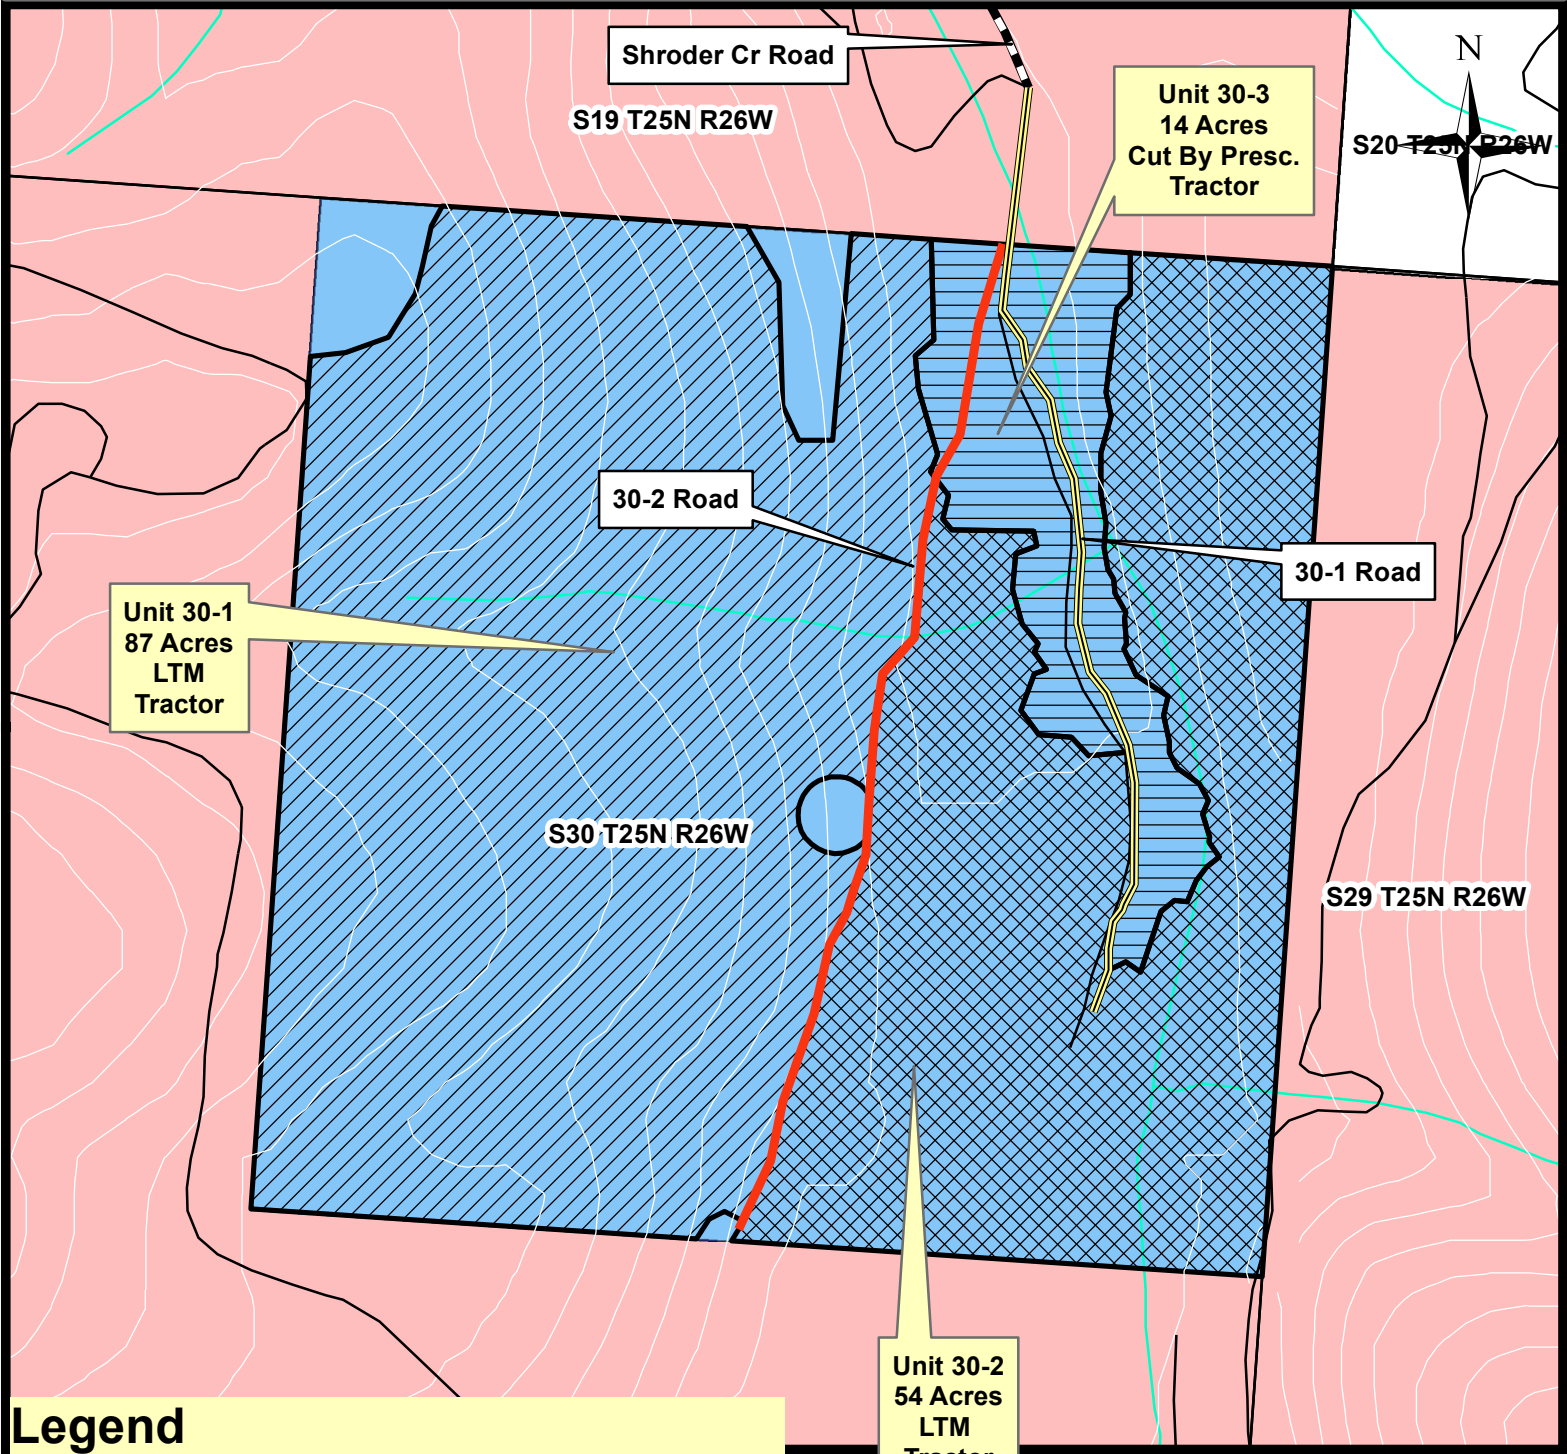 Shroder Cr Road
N
Unit 30-3
14 Acres
Cut By Presc.
Tractor
S19 T25N R26W
S20 T25N R26W
30-2 Road
30-1 Road
Unit 30-1
87 Acres
LTM
Tractor
S30 T25N R26W
S29 T25N R26W
Unit 30-2
54 Acres
LTM
Tractor
Legend